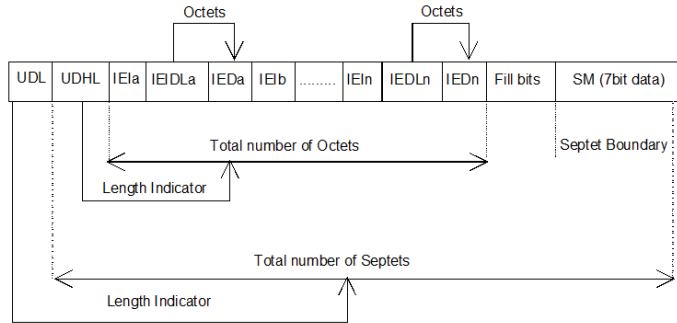 Octets Octets
UDL UDHL IEIa IEIDLa IEDa IEIb ......... IEIn IEDLn IEDn Fill bits SM (7bit data)
Total number of Octets Septet Boundary
Length Indicator
Total number of Septets
Length Indicator